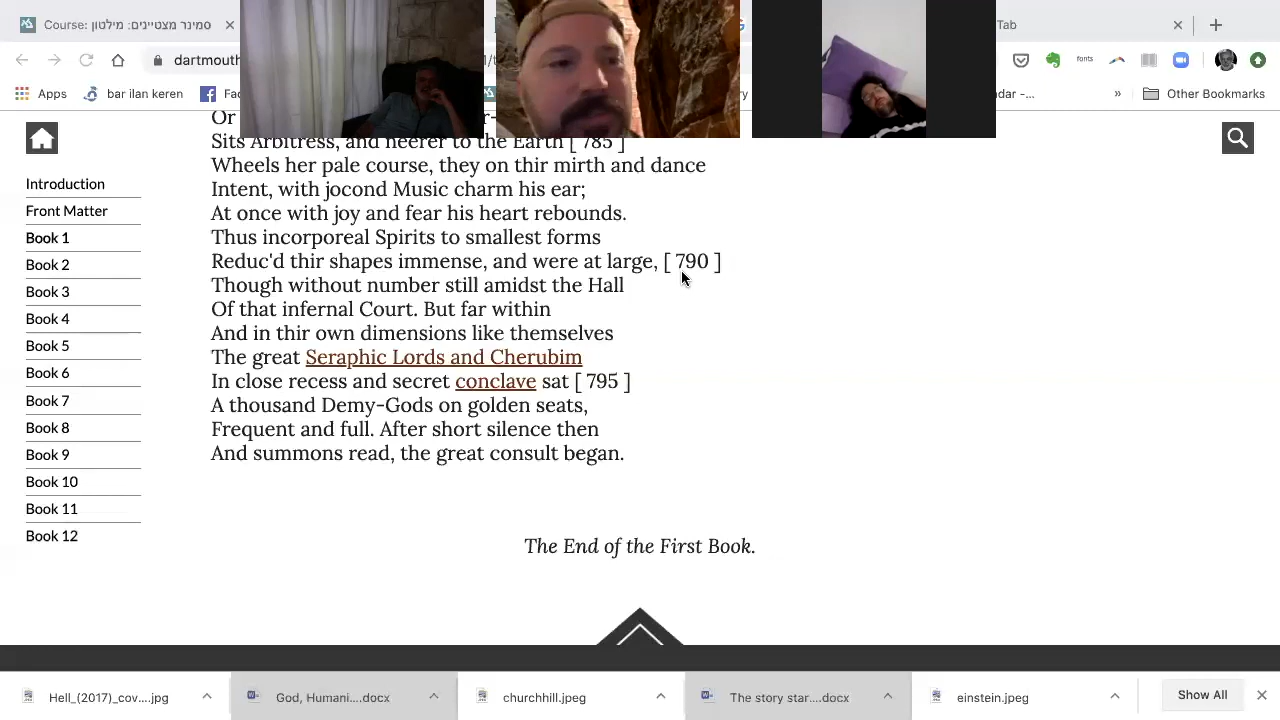 Course: סמינר מצטיינים: מילטון
Tab
dartmouth
fonts
Apps
bar ilan keren
Other Bookmarks
Sits Arbitress, and neerer to the Earth [ 785 ]
Wheels her pale course, they on thir mirth and dance
Intent, with jocond Music charm his ear;
At once with joy and fear his heart rebounds.
Thus incorporeal Spirits to smallest forms
Reduc'd thir shapes immense, and were at large, [ 790 ]
Though without number still amidst the Hall
Of that infernal Court. But far within
And in thir own dimensions like themselves
The great Seraphic Lords and Cherubim
In close recess and secret conclave sat [ 795 ]
A thousand Demy-Gods on golden seats,
Frequent and full. After short silence then
And summons read, the great consult began.
The End of the First Book.
Introduction
Front Matter
Book 1
Book 2
Book 3
Book 4
Book 5
Book 6
Book 7
Book 8
Book 9
Book 10
Book 11
Book 12
Hell_(2017)_cov....jpg
God, Humani....docx
churchhill.jpeg
The story star....docx
einstein.jpeg
Show All